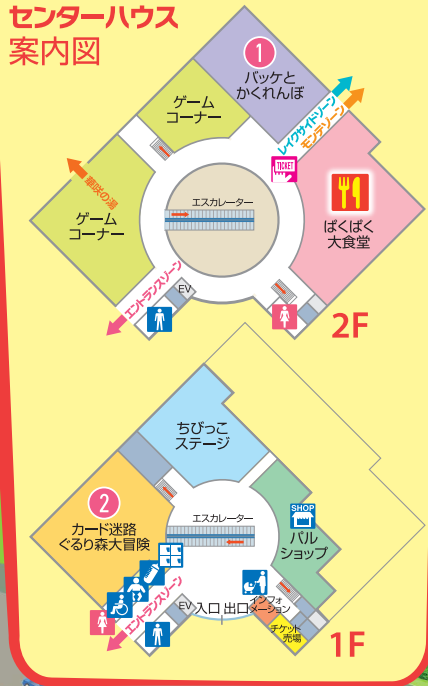 センターハウス
案内図
1
バッケと
かくれんぼ
ゲーム
コーナー
レイクサイドゾーン
モンテゾーン
TICKET
華咲の湯
エスカレーター
ぱくぱく
大食堂
ゲーム
コーナー
エントランスゾーン
EV
2F
ちびっこ
ステージ
2
カード迷路
ぐるり森大冒険
エスカレーター
SHOP
パル
ショップ
エントランスゾーン
EV
入口
出口
インフォ
メーション
チケット
売場
1F